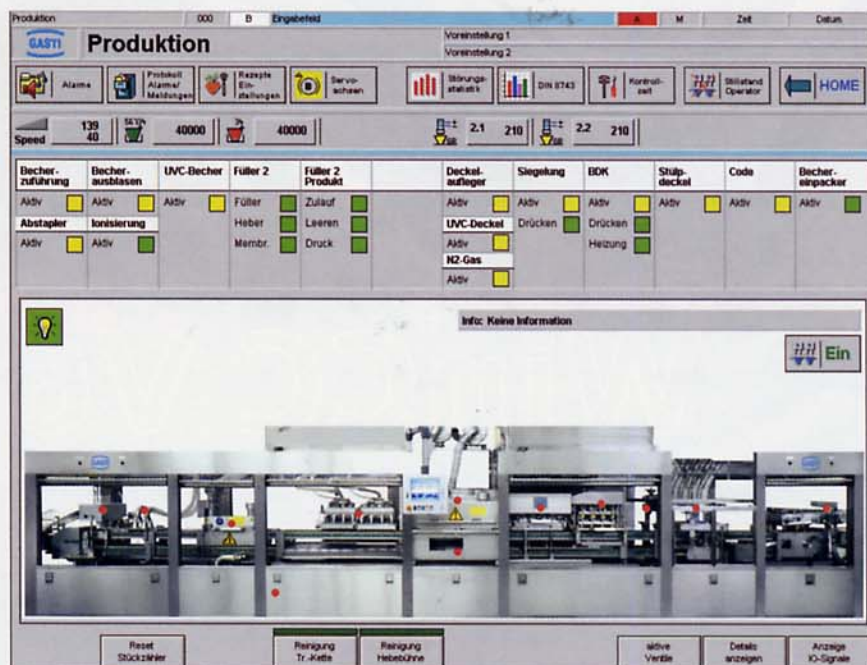 Produktion 000 B Eingabefeld A M Zeit Datum
GASTI Produktion
Voreinstellung 1
Voreinstellung 2
Alarme
Protokoll Alarme/ Meldungen
Rezepte Ein- stellungen
Servo- achsen
Störungs- statistik
DIN 8743
Kontroll- zeit
Stillstand Operator
HOME
Speed 139 40 40000 40000 2.1 210 2.2 210
Becher- zuführung
Becher- ausblasen
UVC-Becher
Füller 2
Füller 2 Produkt
Deckel- aufleger
Siegelung
BDK
Stülp- deckel
Code
Becher- einpacker
Aktiv Aktiv Aktiv Füller Zulauf Aktiv Aktiv Aktiv Aktiv Aktiv Aktiv
Abstapler Ionisierung Heber Leeren UVC-Deckel Drücken Drücken
Aktiv Aktiv Membr. Druck Aktiv Heizung
N2-Gas
Aktiv
Info: Keine Information
Ein
GASTI
GASTI
Reset Stückzähler
Reinigung Tr.-Kette
Reinigung Hebebühne
aktive Ventile
Details anzeigen
Anzeige IO-Signale